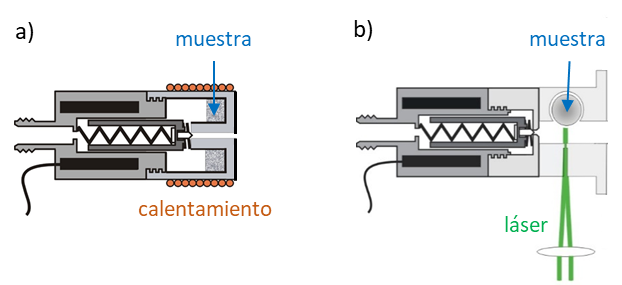 a)
muestra
calentamiento
b)
muestra
láser